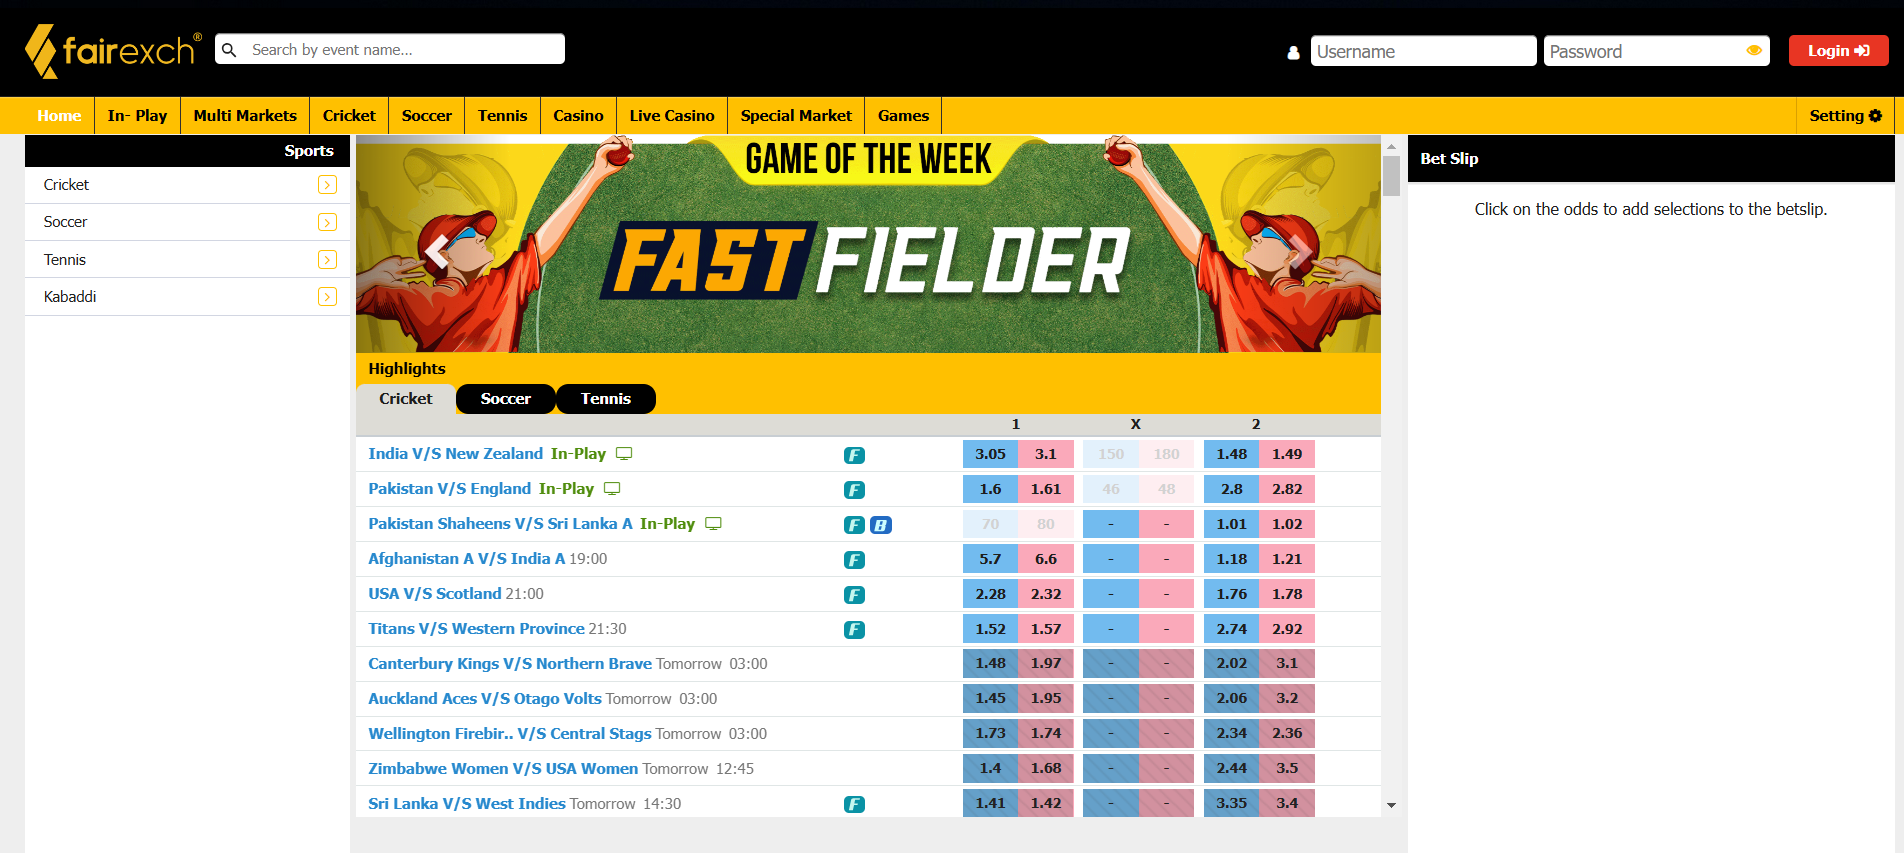 fairexch®
Search by event name...
Username
Password
Login
Home In- Play Multi Markets Cricket Soccer Tennis Casino Live Casino Special Market Games Setting
Sports
Cricket
Soccer
Tennis
Kabaddi
GAME OF THE WEEK
FAST FIELDER
Highlights
Cricket Soccer Tennis
1 X 2
India V/S New Zealand In-Play F 3.05 3.1 150 180 1.48 1.49
Pakistan V/S England In-Play F 1.6 1.61 46 48 2.8 2.82
Pakistan Shaheens V/S Sri Lanka A In-Play F B 70 80 - - 1.01 1.02
Afghanistan A V/S India A 19:00 F 5.7 6.6 - - 1.18 1.21
USA V/S Scotland 21:00 F 2.28 2.32 - - 1.76 1.78
Titans V/S Western Province 21:30 F 1.52 1.57 - - 2.74 2.92
Canterbury Kings V/S Northern Brave Tomorrow 03:00 1.48 1.97 - - 2.02 3.1
Auckland Aces V/S Otago Volts Tomorrow 03:00 1.45 1.95 - - 2.06 3.2
Wellington Firebir.. V/S Central Stags Tomorrow 03:00 1.73 1.74 - - 2.34 2.36
Zimbabwe Women V/S USA Women Tomorrow 12:45 1.4 1.68 - - 2.44 3.5
Sri Lanka V/S West Indies Tomorrow 14:30 F 1.41 1.42 - - 3.35 3.4
Bet Slip
Click on the odds to add selections to the betslip.